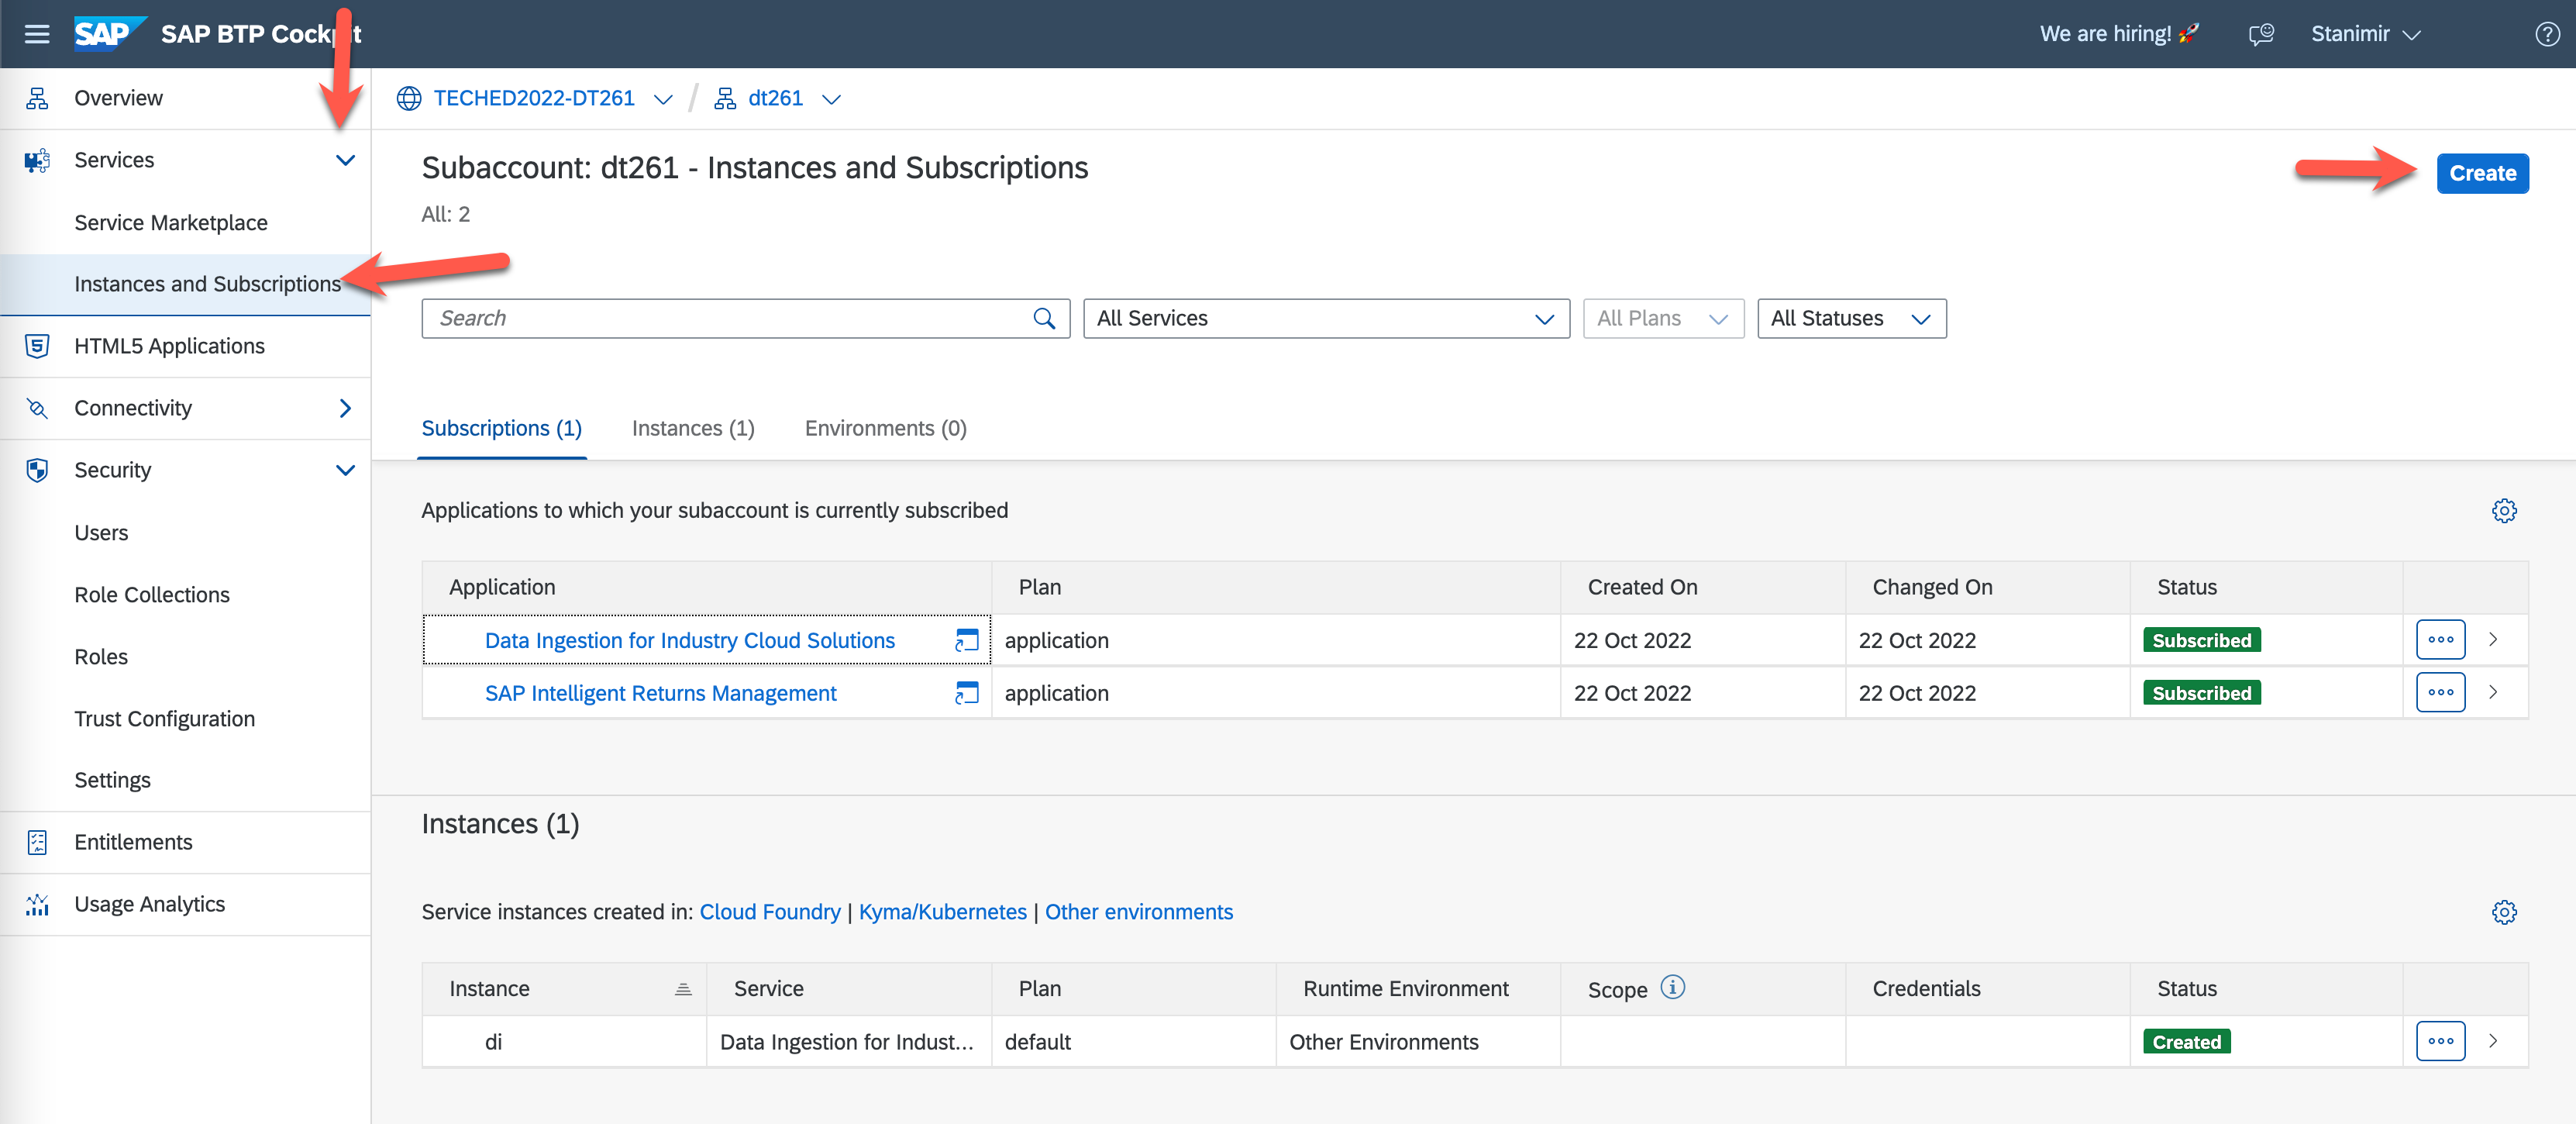 SAP SAP BTP Cockpit We are hiring! 🚀 Stanimir
Overview
Services
Service Marketplace
Instances and Subscriptions
HTML5 Applications
Connectivity
Security
Users
Role Collections
Roles
Trust Configuration
Settings
Entitlements
Usage Analytics
TECHED2022-DT261 / dt261
Subaccount: dt261 - Instances and Subscriptions
Create
All: 2
Search All Services All Plans All Statuses
Subscriptions (1) Instances (1) Environments (0)
Applications to which your subaccount is currently subscribed
Application Plan Created On Changed On Status
Data Ingestion for Industry Cloud Solutions application 22 Oct 2022 22 Oct 2022 Subscribed
SAP Intelligent Returns Management application 22 Oct 2022 22 Oct 2022 Subscribed
Instances (1)
Service instances created in: Cloud Foundry | Kyma/Kubernetes | Other environments
Instance Service Plan Runtime Environment Scope Credentials Status
di Data Ingestion for Indust... default Other Environments Created